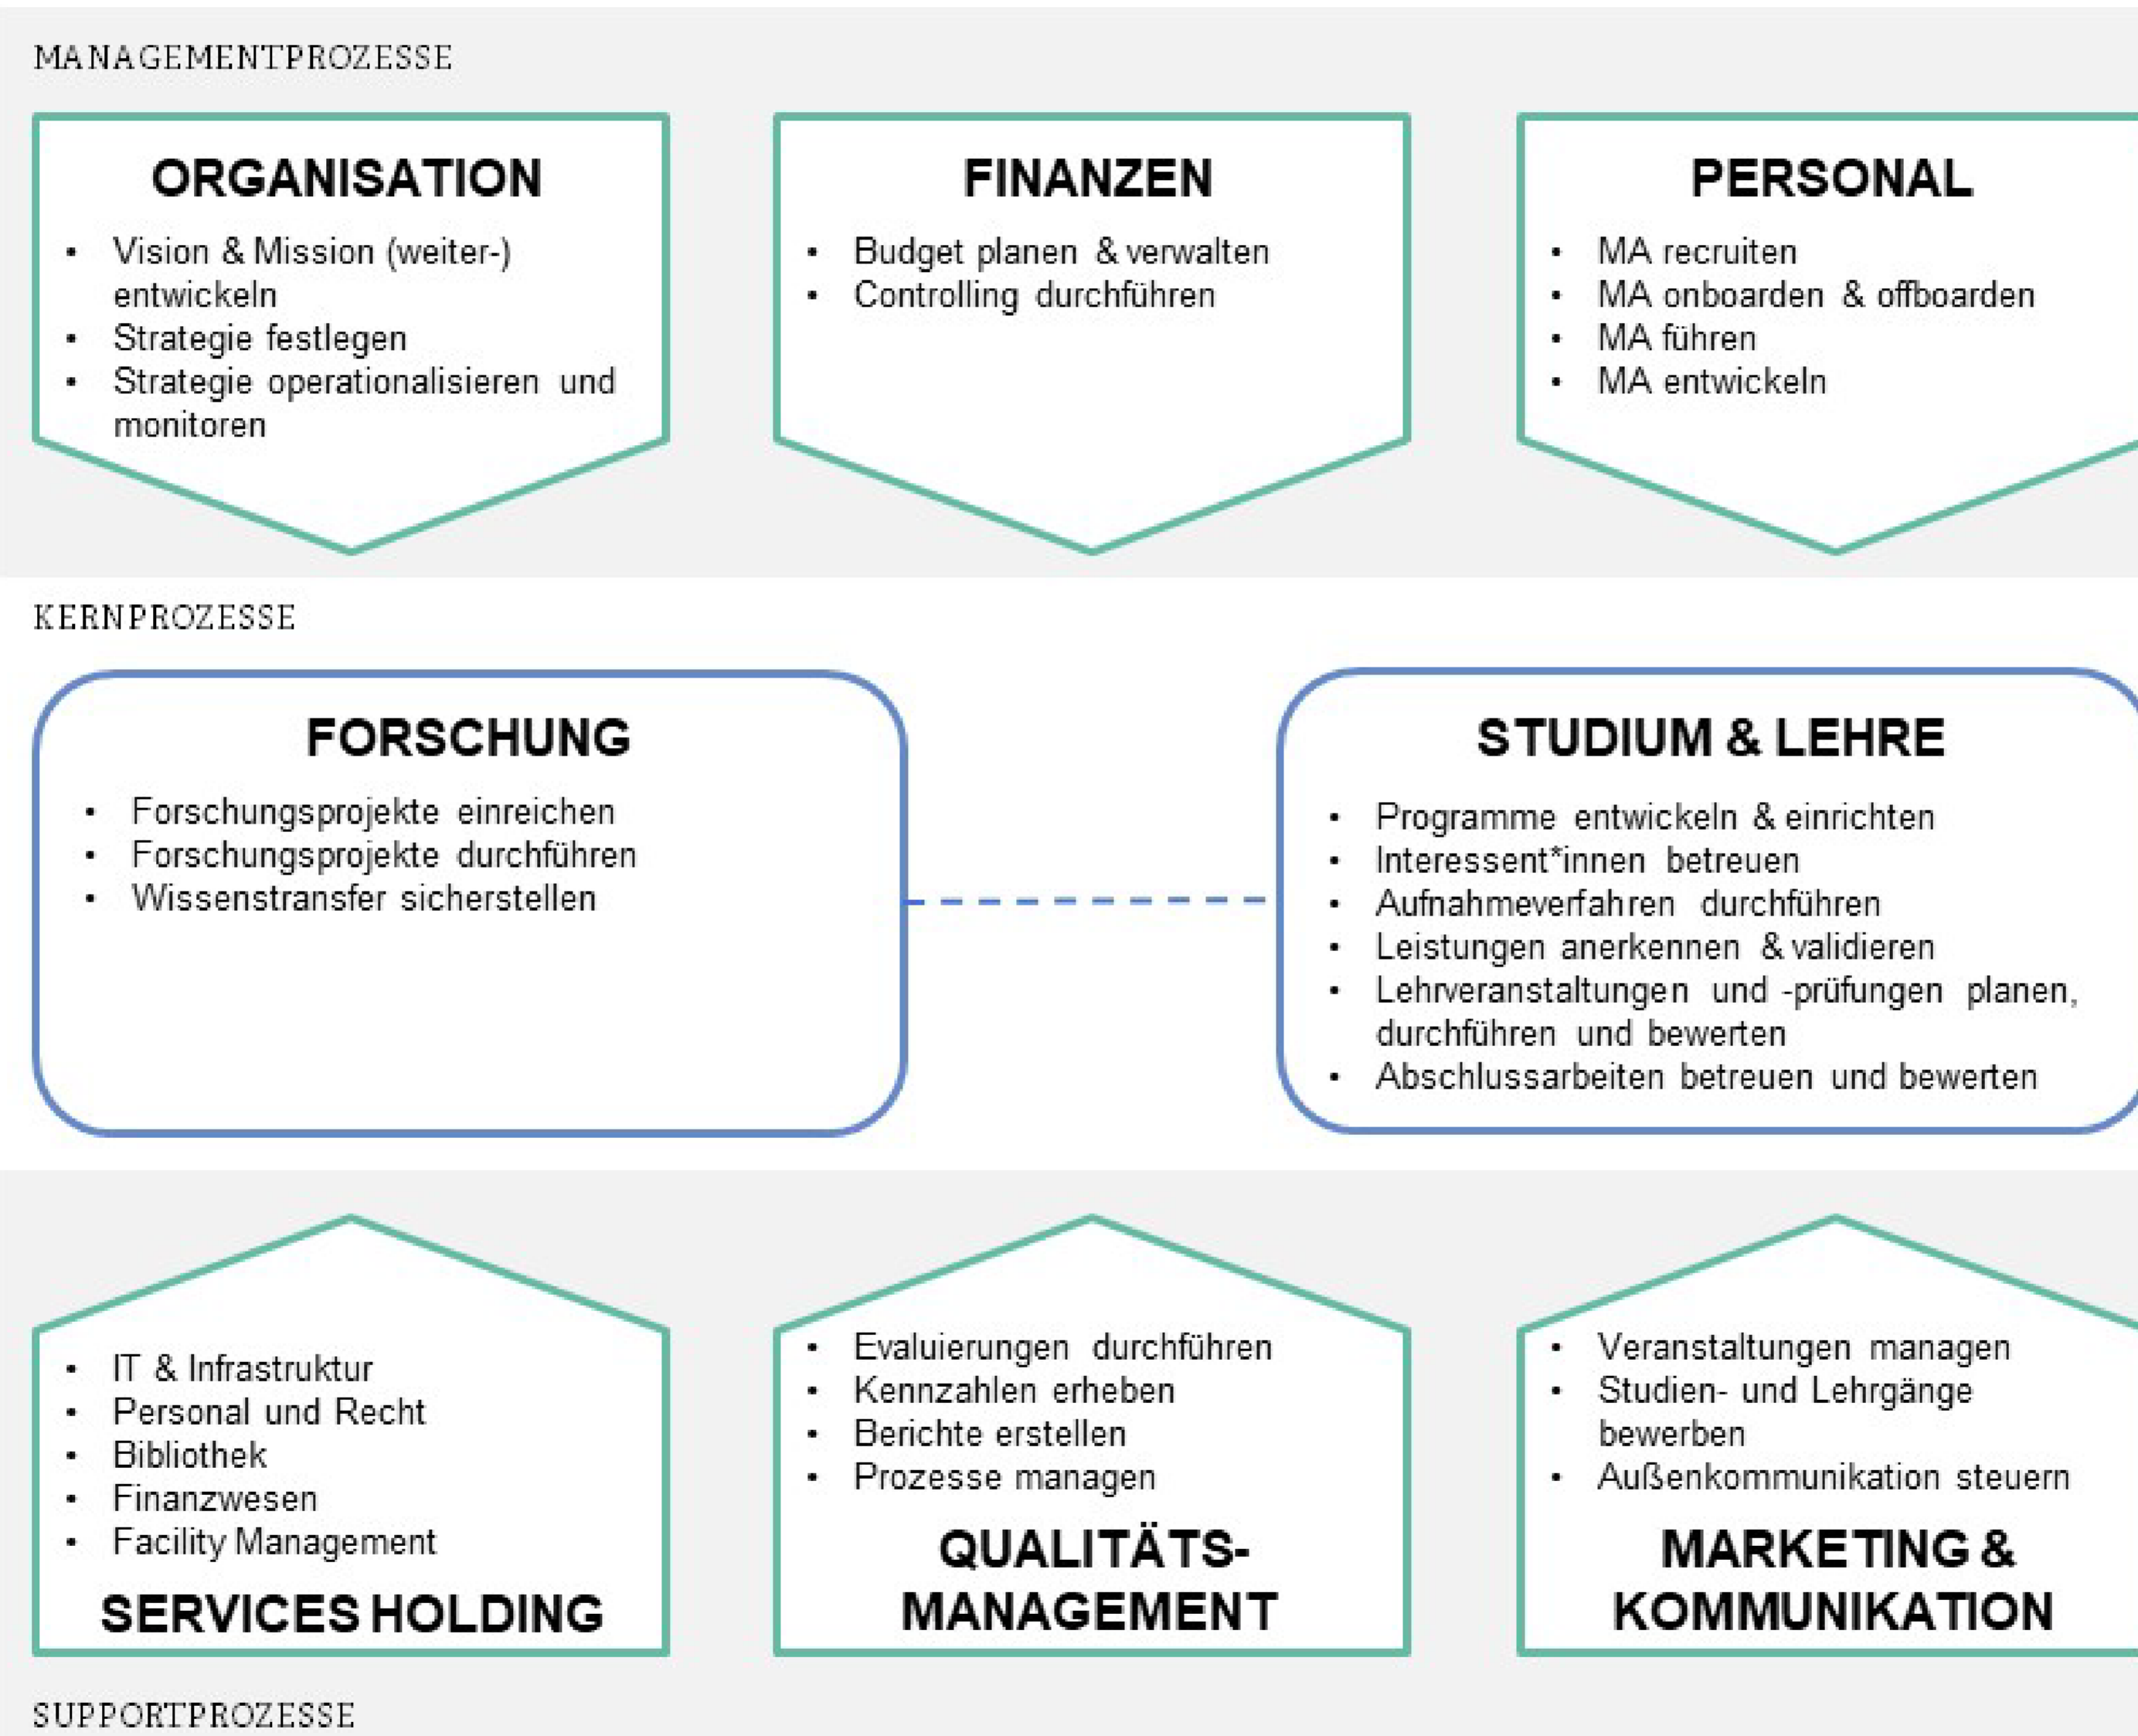 MANAGEMENTPROZESSE
ORGANISATION
• Vision & Mission (weiter-)
entwickeln
• Strategie festlegen
• Strategie operationalisieren und
monitoren
FINANZEN
• Budget planen & verwalten
• Controlling durchführen
PERSONAL
• MA recruiten
• MA onboarden & offboarden
• MA führen
• MA entwickeln
KERNPROZESSE
FORSCHUNG
• Forschungsprojekte einreichen
• Forschungsprojekte durchführen
• Wissenstransfer sicherstellen
STUDIUM & LEHRE
• Programme entwickeln & einrichten
• Interessent*innen betreuen
• Aufnahmeverfahren durchführen
• Leistungen anerkennen & validieren
• Lehrveranstaltungen und -prüfungen planen,
durchführen und bewerten
• Abschlussarbeiten betreuen und bewerten
• IT & Infrastruktur
• Personal und Recht
• Bibliothek
• Finanzwesen
• Facility Management
SERVICES HOLDING
• Evaluierungen durchführen
• Kennzahlen erheben
• Berichte erstellen
• Prozesse managen
QUALITÄTS-
MANAGEMENT
• Veranstaltungen managen
• Studien- und Lehrgänge
bewerben
• Außenkommunikation steuern
MARKETING &
KOMMUNIKATION
SUPPORTPROZESSE